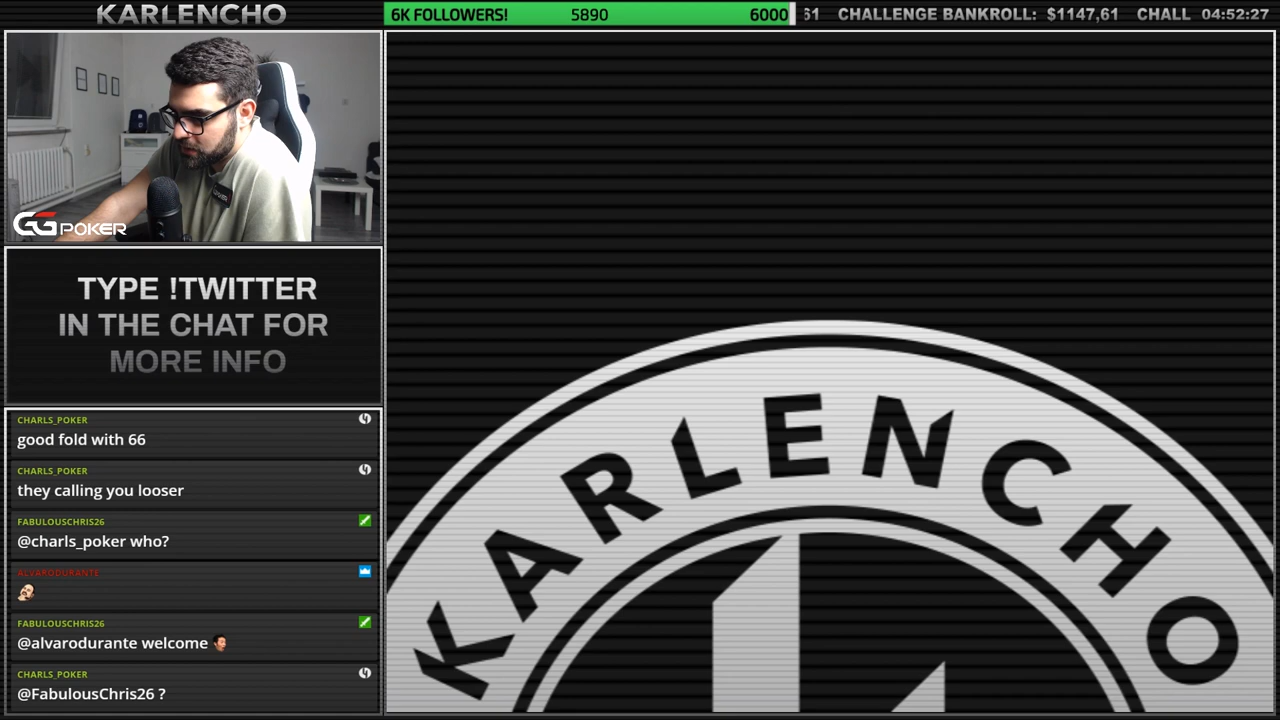 KARLENCHO
6K FOLLOWERS! 5890 6000
61 CHALLENGE BANKROLL: $1147,61 CHALL 04:52:27
GGPOKER
TYPE !TWITTER
IN THE CHAT FOR
MORE INFO
CHARLS_POKER
good fold with 66
CHARLS_POKER
they calling you looser
FABULOUSCHRIS26
@charls_poker who?
ALVARODURANTE
FABULOUSCHRIS26
@alvarodurante welcome
CHARLS_POKER
@FabulousChris26 ?
KARLENCHO